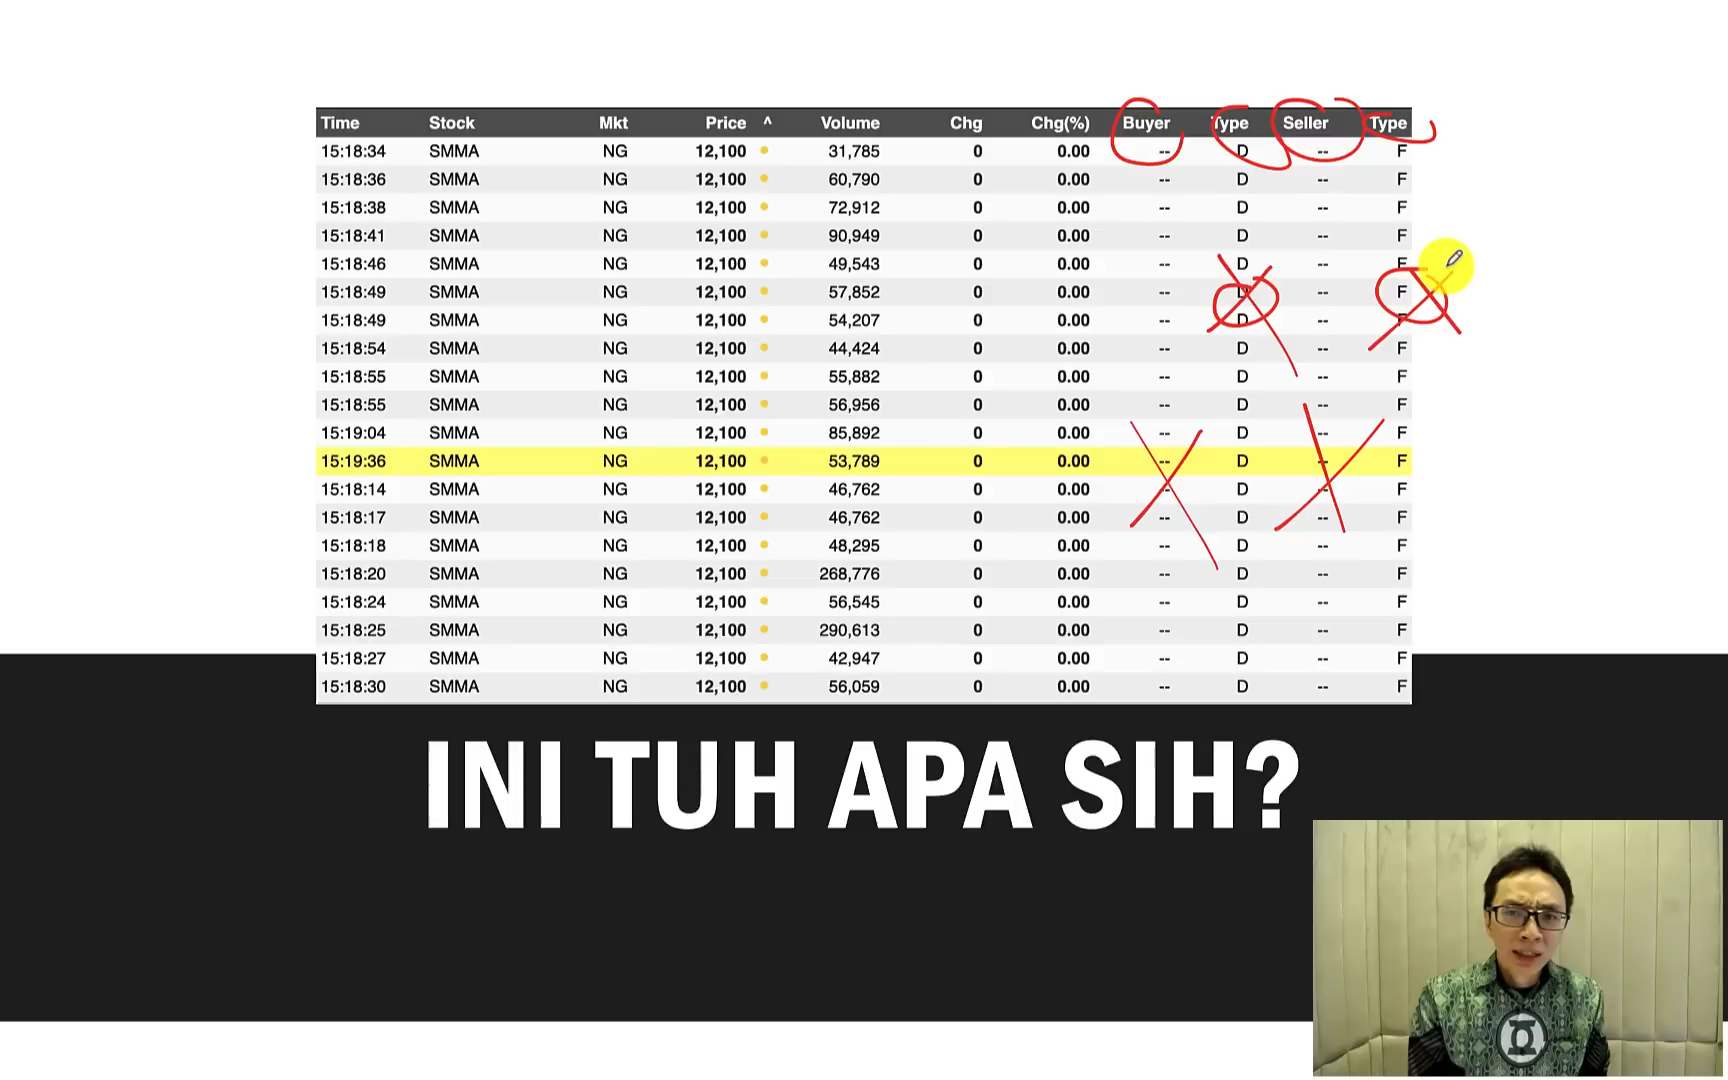 Time Stock Mkt Price ^ Volume Chg Chg(%) Buyer Type Seller Type
15:18:34 SMMA NG 12,100 31,785 0 0.00 -- D -- F
15:18:36 SMMA NG 12,100 60,790 0 0.00 -- D -- F
15:18:38 SMMA NG 12,100 72,912 0 0.00 -- D -- F
15:18:41 SMMA NG 12,100 90,949 0 0.00 -- D -- F
15:18:46 SMMA NG 12,100 49,543 0 0.00 -- D -- F
15:18:49 SMMA NG 12,100 57,852 0 0.00 -- D -- F
15:18:49 SMMA NG 12,100 54,207 0 0.00 -- D -- F
15:18:54 SMMA NG 12,100 44,424 0 0.00 -- D -- F
15:18:55 SMMA NG 12,100 55,882 0 0.00 -- D -- F
15:18:55 SMMA NG 12,100 56,956 0 0.00 -- D -- F
15:19:04 SMMA NG 12,100 85,892 0 0.00 -- D -- F
15:19:36 SMMA NG 12,100 53,789 0 0.00 -- D -- F
15:18:14 SMMA NG 12,100 46,762 0 0.00 -- D -- F
15:18:17 SMMA NG 12,100 46,762 0 0.00 -- D -- F
15:18:18 SMMA NG 12,100 48,295 0 0.00 -- D -- F
15:18:20 SMMA NG 12,100 268,776 0 0.00 -- D -- F
15:18:24 SMMA NG 12,100 56,545 0 0.00 -- D -- F
15:18:25 SMMA NG 12,100 290,613 0 0.00 -- D -- F
15:18:27 SMMA NG 12,100 42,947 0 0.00 -- D -- F
15:18:30 SMMA NG 12,100 56,059 0 0.00 -- D -- F
INI TUH APA SIH?